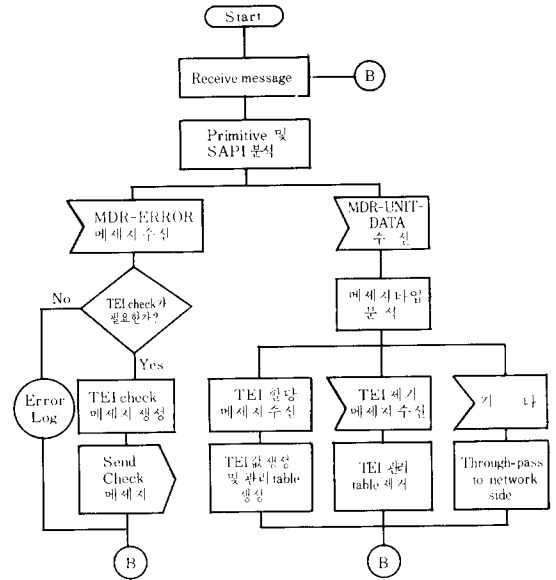 Start
Receive message
B
Primitive 및
SAPI 분석
MDR-ERROR
메세지 수신
MDR-UNIT-
DATA
수 신
No
TEI check가
필요한가?
Yes
메세지 타입
분석
Error
Log
TEI check
메세지 생성
TEI 할당
메세지 수신
TEI 제거
메세지 수신
기 타
Send
Check
메세지
TEI값 생성
및 관리 table
생성
TEI 관리
table 제거
Through-pass
to network
side
B
B